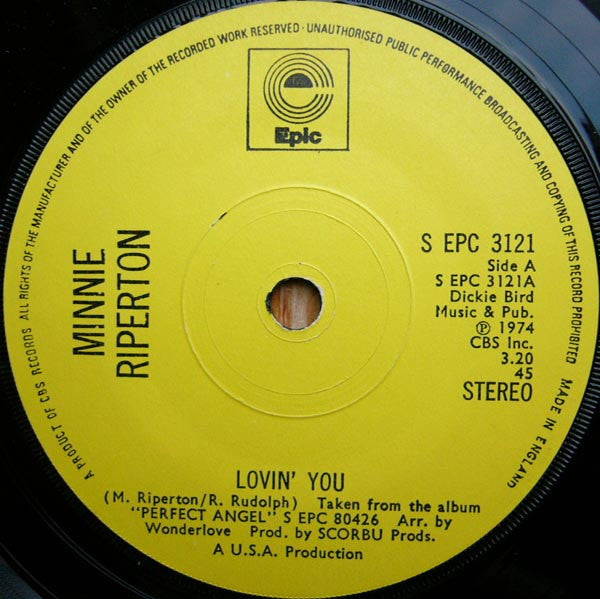 ALL RIGHTS OF THE MANUFACTURER AND OF THE OWNER OF THE RECORDED WORK RESERVED · UNAUTHORISED PUBLIC PERFORMANCE BROADCASTING AND COPYING OF THIS RECORD PROHIBITED
Epic
MINNIE
RIPERTON
S EPC 3121
Side A
S EPC 3121A
Dickie Bird
Music & Pub.
℗ 1974
CBS Inc.
3.20
45
STEREO
A PRODUCT OF CBS RECORDS
MADE IN ENGLAND
LOVIN' YOU
(M. Riperton/R. Rudolph) Taken from the album
"PERFECT ANGEL" S EPC 80426 Arr. by
Wonderlove Prod. by SCORBU Prods.
A U.S.A. Production